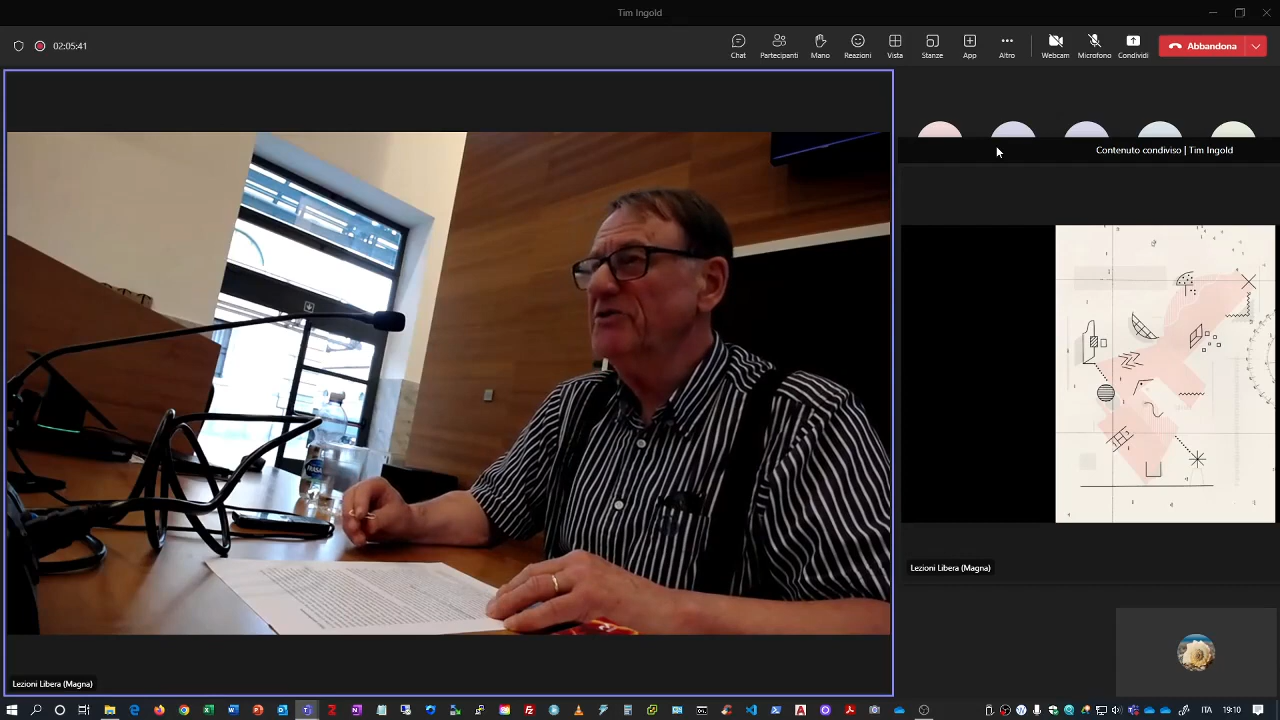 Tim Ingold
02:05:41
Chat
Partecipanti
Mano
Reazioni
Vista
Stanze
App
Altro
Webcam
Microfono
Condividi
Abbandona
Contenuto condiviso | Tim Ingold
Lezioni Libera (Magna)
Lezioni Libera (Magna)
ITA
19:10